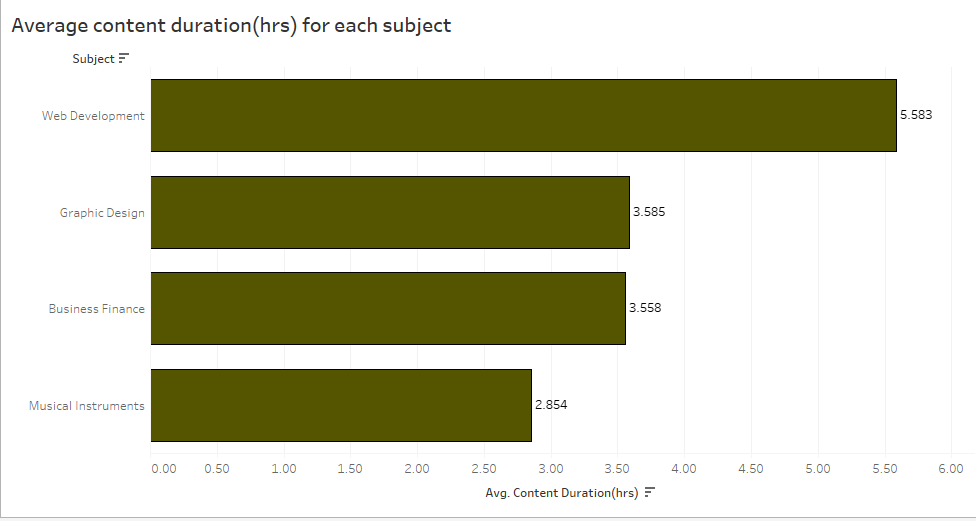 Average content duration(hrs) for each subject
Subject
Web Development
5.583
Graphic Design
3.585
Business Finance
3.558
Musical Instruments
2.854
0.00 0.50 1.00 1.50 2.00 2.50 3.00 3.50 4.00 4.50 5.00 5.50 6.00
Avg. Content Duration(hrs)